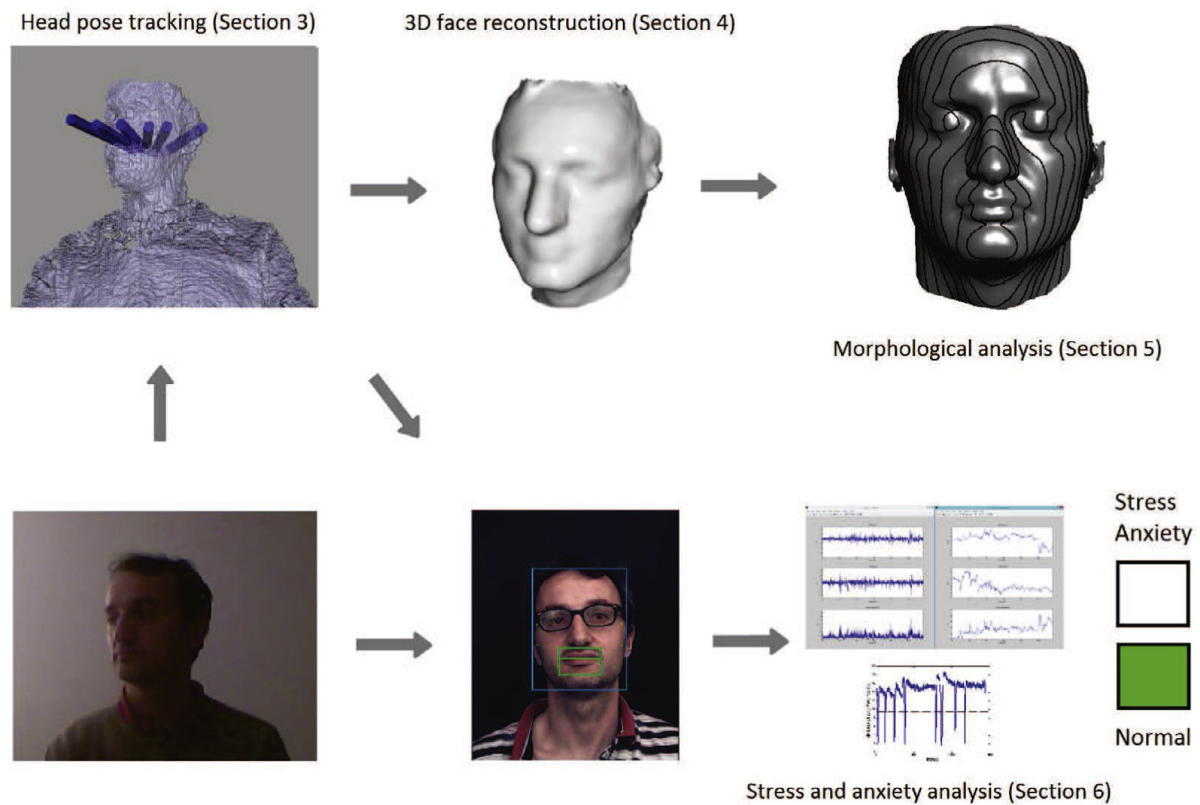 Head pose tracking (Section 3)
3D face reconstruction (Section 4)
Morphological analysis (Section 5)
Stress
Anxiety
Normal
Stress and anxiety analysis (Section 6)